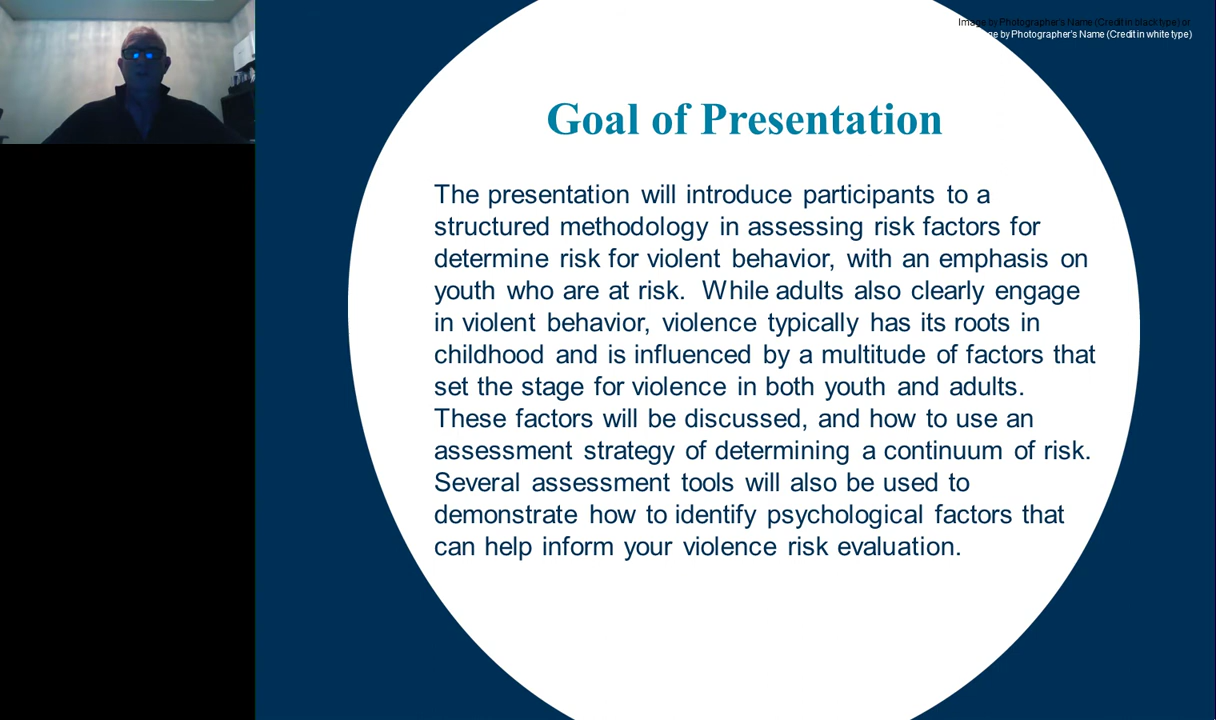 Image by Photographer's Name (Credit in black type) or
ge by Photographer's Name (Credit in white type)
Goal of Presentation
The presentation will introduce participants to a
structured methodology in assessing risk factors for
determine risk for violent behavior, with an emphasis on
youth who are at risk.  While adults also clearly engage
in violent behavior, violence typically has its roots in
childhood and is influenced by a multitude of factors that
set the stage for violence in both youth and adults.
These factors will be discussed, and how to use an
assessment strategy of determining a continuum of risk.
Several assessment tools will also be used to
demonstrate how to identify psychological factors that
can help inform your violence risk evaluation.